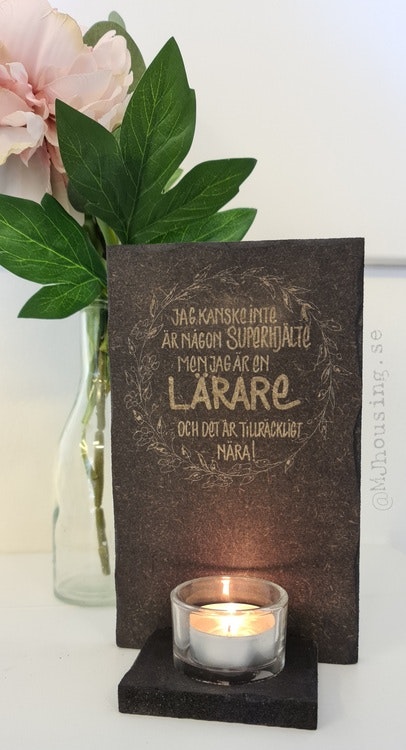 JAG KANSKE INTE
ÄR NÅGON SUPERHJÄLTE
MEN JAG ÄR EN
LÄRARE
OCH DET ÄR TILLRÄCKLIGT
NÄRA!
@MJhousing.se